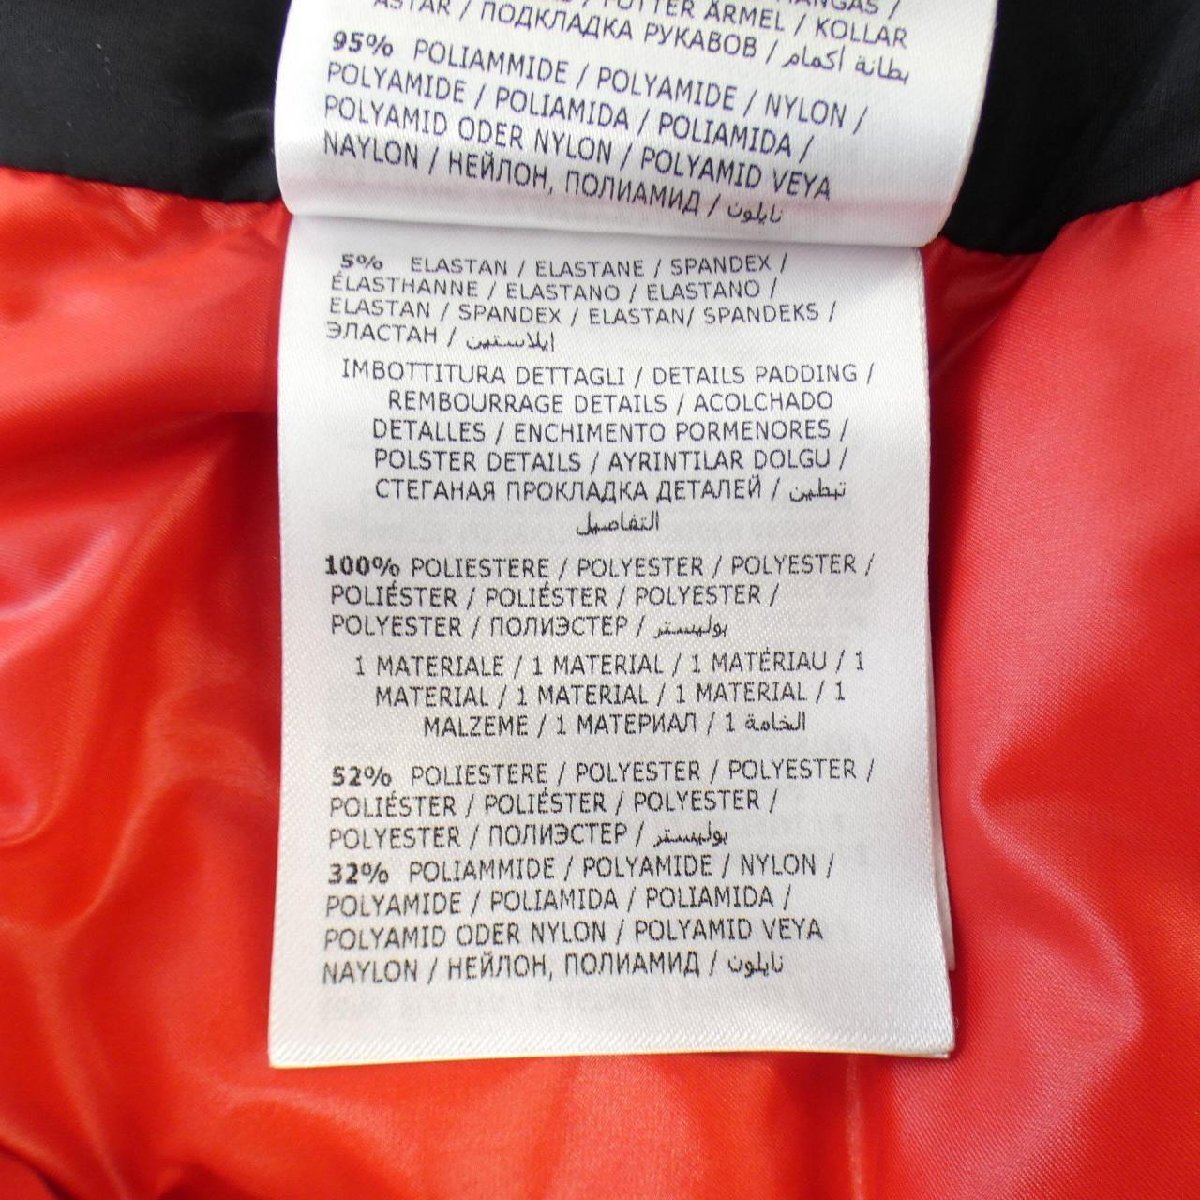 ÄRMEL / KOLLAR
ASTAR / ПОДКЛАДКА РУКАВОВ / بطانة أكمام
95% POLIAMMIDE / POLYAMIDE / NYLON /
POLYAMIDE / POLIAMIDA / POLIAMIDA /
POLYAMID ODER NYLON / POLYAMID VEYA
NAYLON / НЕЙЛОН, ПОЛИАМИД / نايلون
5% ELASTAN / ELASTANE / SPANDEX /
ÉLASTHANNE / ELASTANO / ELASTANO /
ELASTAN / SPANDEX / ELASTAN/ SPANDEKS /
ЭЛАСТАН / ايلاستين
IMBOTTITURA DETTAGLI / DETAILS PADDING /
REMBOURRAGE DETAILS / ACOLCHADO
DETALLES / ENCHIMENTO PORMENORES /
POLSTER DETAILS / AYRINTILAR DOLGU /
СТЕГАНАЯ ПРОКЛАДКА ДЕТАЛЕЙ / تبطين
التفاصيل
100% POLIESTERE / POLYESTER / POLYESTER /
POLIÉSTER / POLIÉSTER / POLYESTER /
POLYESTER / ПОЛИЭСТЕР / بوليستر
1 MATERIALE / 1 MATERIAL / 1 MATÉRIAU / 1
MATERIAL / 1 MATERIAL / 1 MATERIAL / 1
MALZEME / 1 МАТЕРИАЛ / 1 الخامة
52% POLIESTERE / POLYESTER / POLYESTER /
POLIÉSTER / POLIÉSTER / POLYESTER /
POLYESTER / ПОЛИЭСТЕР / بوليستر
32% POLIAMMIDE / POLYAMIDE / NYLON /
POLYAMIDE / POLIAMIDA / POLIAMIDA /
POLYAMID ODER NYLON / POLYAMID VEYA
NAYLON / НЕЙЛОН, ПОЛИАМИД / نايلون